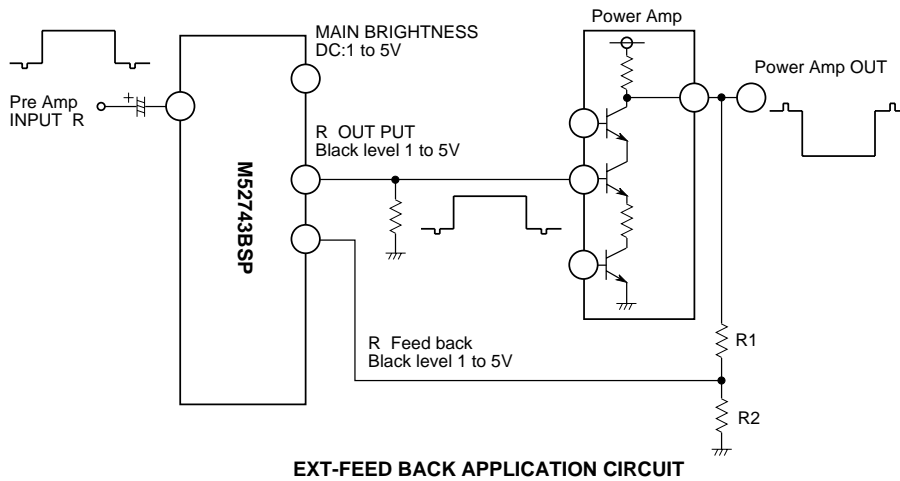 Power Amp
MAIN BRIGHTNESS
DC:1 to 5V
Power Amp OUT
+
Pre Amp
INPUT R
R OUT PUT
Black level 1 to 5V
M52743BSP
R Feed back
Black level 1 to 5V
R1
R2
EXT-FEED BACK APPLICATION CIRCUIT